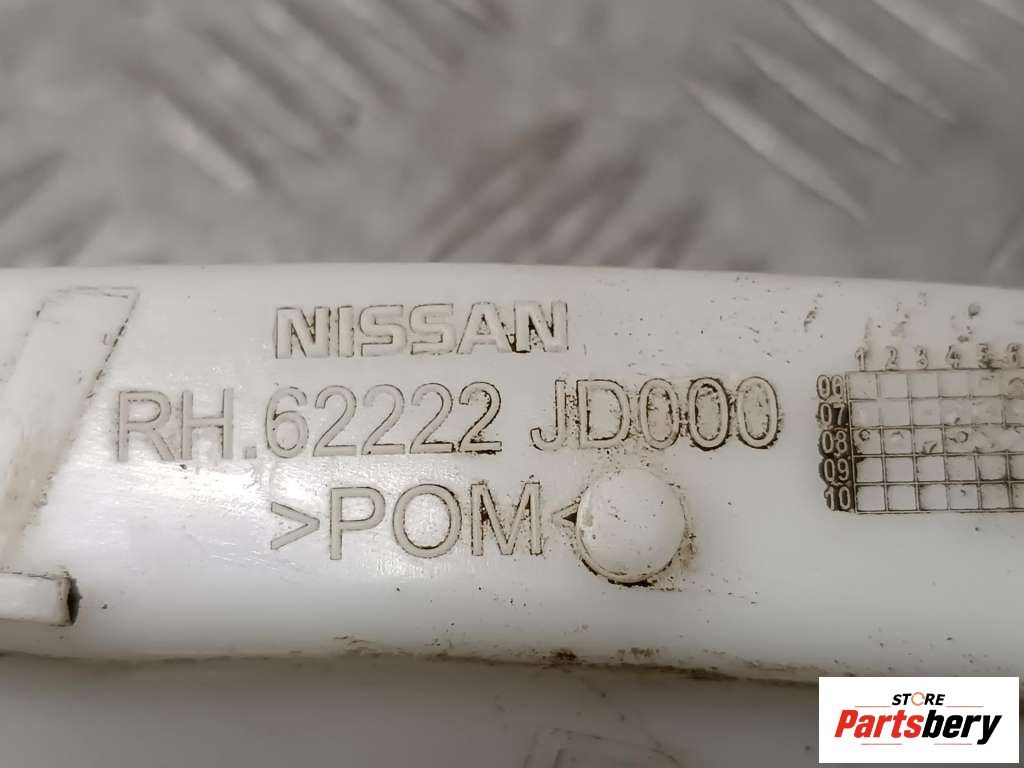 NISSAN
RH.62222 JD000
>POM<
1 2 3 4 5 6
06
07
08
09
10
STORE
Partsbery